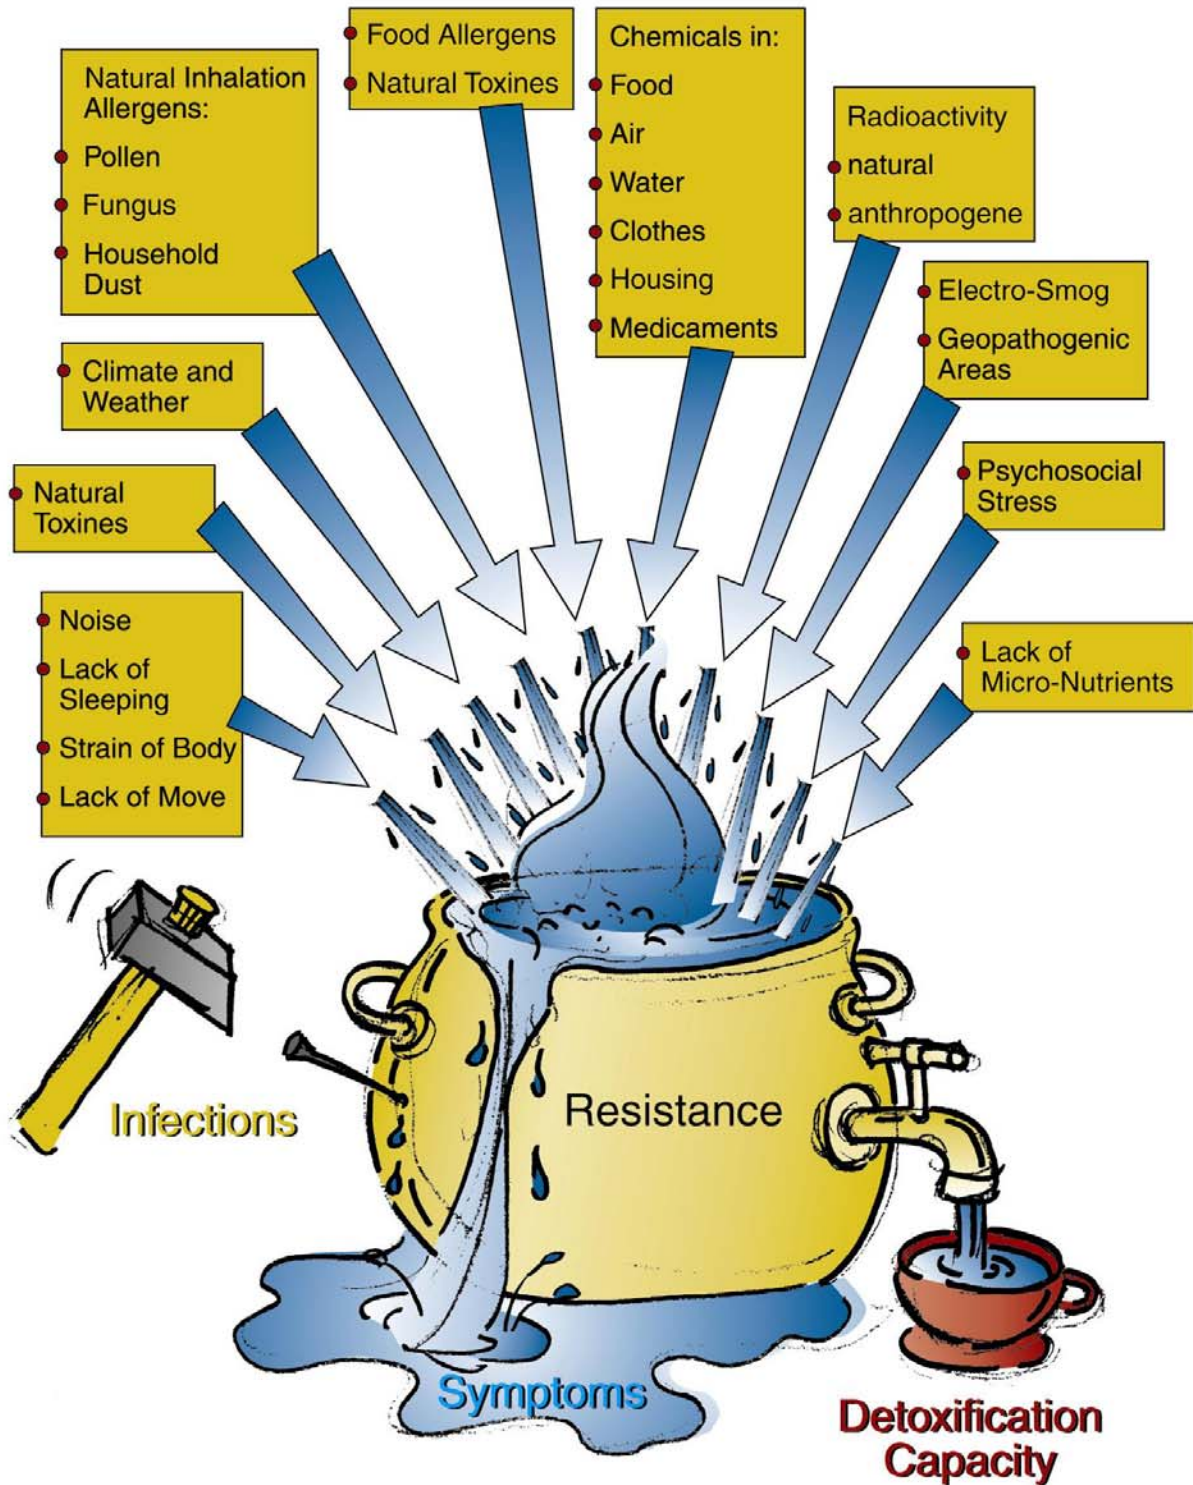 Food Allergens
Natural Toxines
Chemicals in:
Food
Air
Water
Clothes
Housing
Medicaments
Natural Inhalation
Allergens:
Pollen
Fungus
Household
Dust
Radioactivity
natural
anthropogene
Electro-Smog
Geopathogenic
Areas
Climate and
Weather
Psychosocial
Stress
Natural
Toxines
Noise
Lack of
Sleeping
Strain of Body
Lack of Move
Lack of
Micro-Nutrients
Infections
Resistance
Symptoms
Detoxification
Capacity